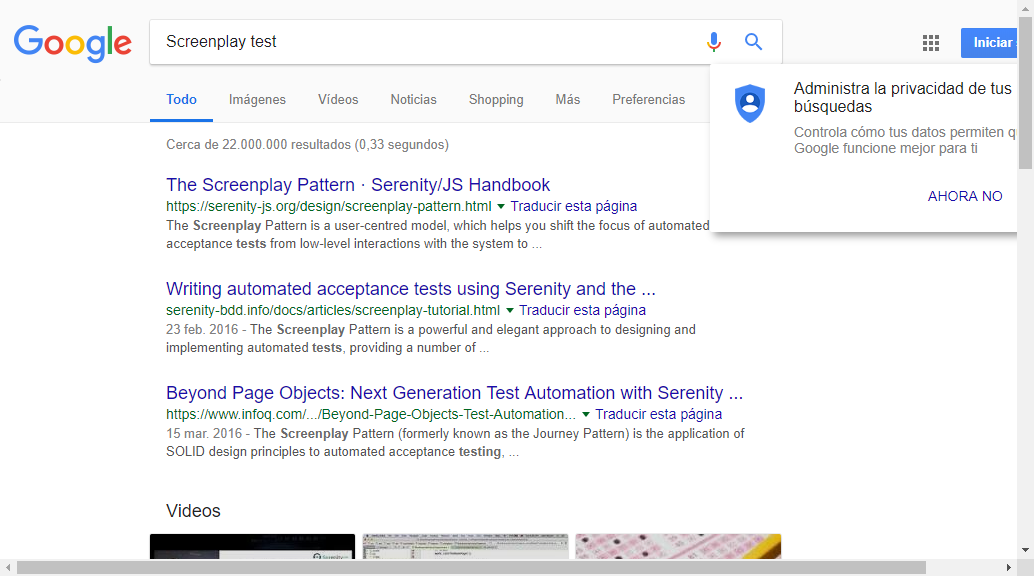 Google
Screenplay test
Iniciar
Todo Imágenes Vídeos Noticias Shopping Más Preferencias
Administra la privacidad de tus
búsquedas
Controla cómo tus datos permiten q
Google funcione mejor para ti
AHORA NO
Cerca de 22.000.000 resultados (0,33 segundos)
The Screenplay Pattern · Serenity/JS Handbook
https://serenity-js.org/design/screenplay-pattern.html ▼ Traducir esta página
The Screenplay Pattern is a user-centred model, which helps you shift the focus of automated
acceptance tests from low-level interactions with the system to ...
Writing automated acceptance tests using Serenity and the ...
serenity-bdd.info/docs/articles/screenplay-tutorial.html ▼ Traducir esta página
23 feb. 2016 - The Screenplay Pattern is a powerful and elegant approach to designing and
implementing automated tests, providing a number of ...
Beyond Page Objects: Next Generation Test Automation with Serenity ...
https://www.infoq.com/.../Beyond-Page-Objects-Test-Automation... ▼ Traducir esta página
15 mar. 2016 - The Screenplay Pattern (formerly known as the Journey Pattern) is the application of
SOLID design principles to automated acceptance testing, ...
Videos
Serenity